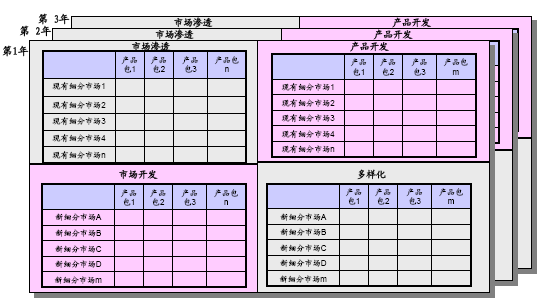 第 3年
市场渗透 产品开发
第 2年
市场渗透 产品开发
第1年
市场渗透 产品开发
产品包1 产品包2 产品包3 产品包n
现有细分市场1
现有细分市场2
现有细分市场3
现有细分市场4
现有细分市场n
产品包1 产品包2 产品包3 产品包m
现有细分市场1
现有细分市场2
现有细分市场3
现有细分市场4
现有细分市场n
市场开发
产品包1 产品包2 产品包3 产品包n
新细分市场A
新细分市场B
新细分市场C
新细分市场D
新细分市场m
多样化
产品包1 产品包2 产品包3 产品包m
新细分市场A
新细分市场B
新细分市场C
新细分市场D
新细分市场m